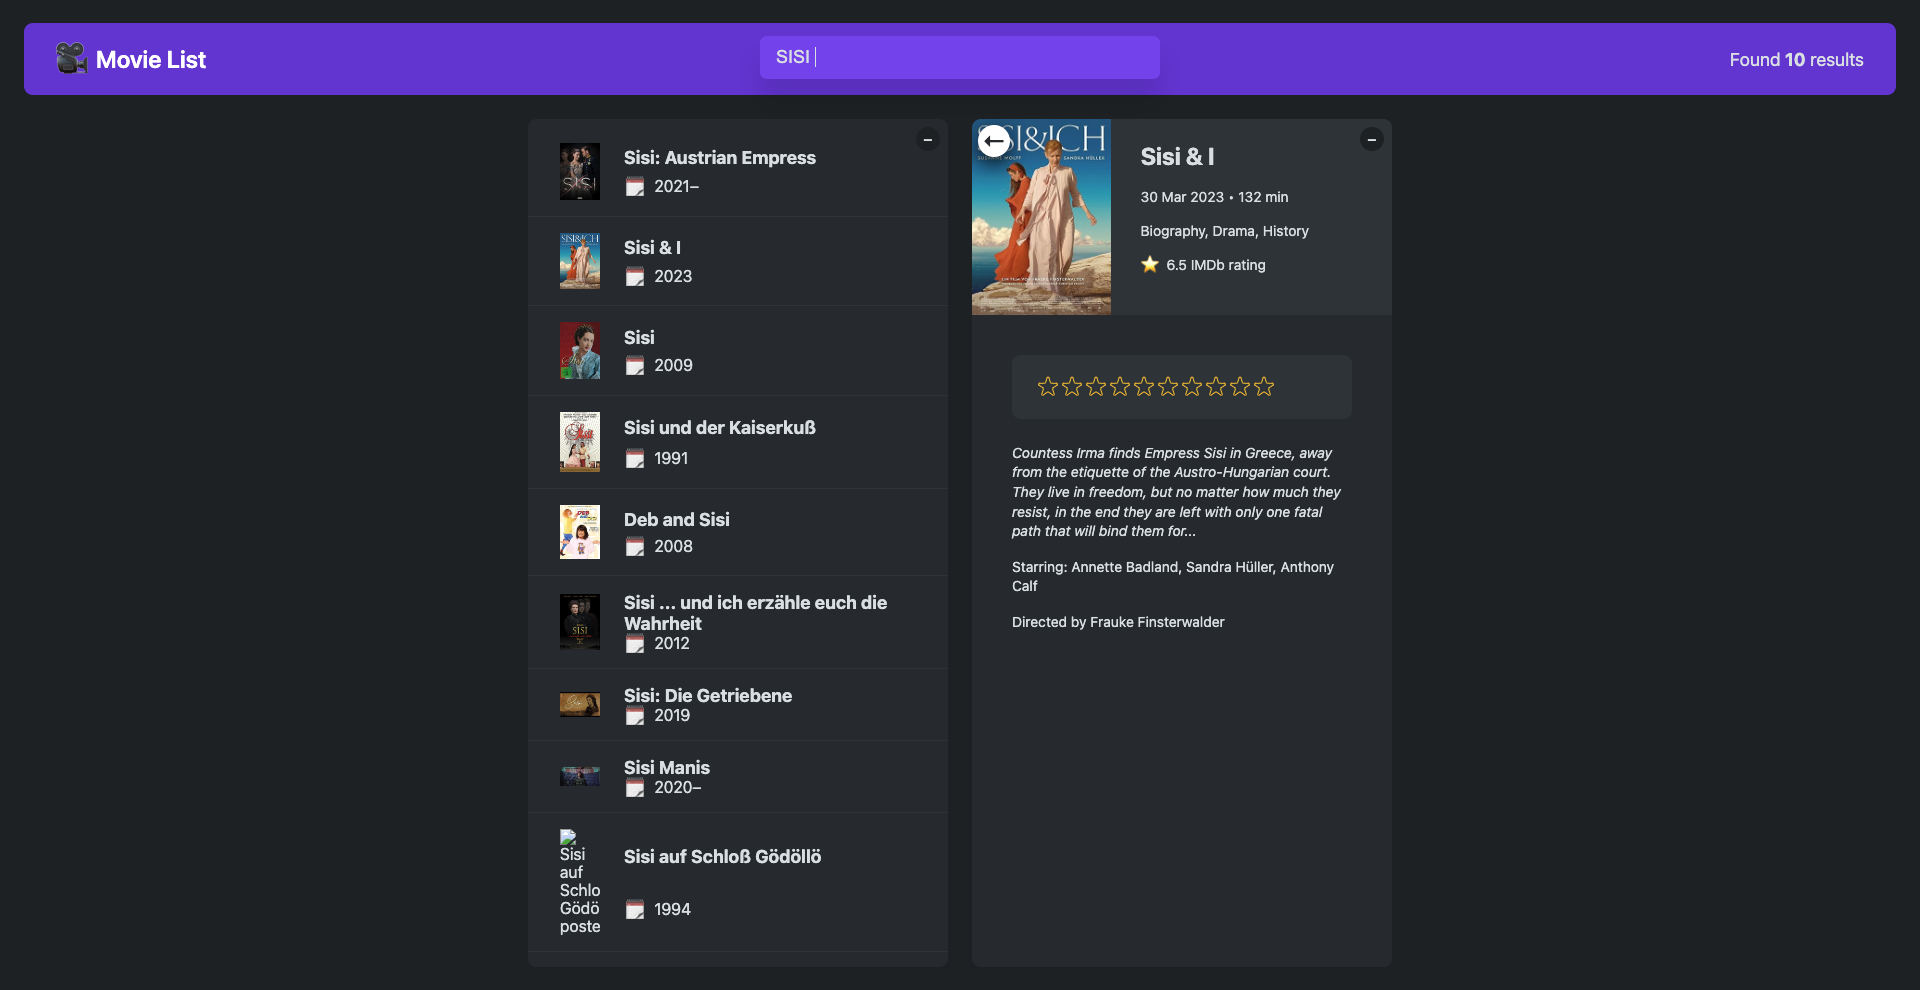 Movie List
SISI
Found 10 results
Sisi: Austrian Empress
2021–
Sisi & I
2023
Sisi
2009
Sisi und der Kaiserkuß
1991
Deb and Sisi
2008
Sisi ... und ich erzähle euch die
Wahrheit
2012
Sisi: Die Getriebene
2019
Sisi Manis
2020–
Sisi
auf
Schlo
Gödö
poste
Sisi auf Schloß Gödöllö
1994
SISI&ICH
SANDRA HÜLLER
Sisi & I
30 Mar 2023 • 132 min
Biography, Drama, History
6.5 IMDb rating
Countess Irma finds Empress Sisi in Greece, away
from the etiquette of the Austro-Hungarian court.
They live in freedom, but no matter how much they
resist, in the end they are left with only one fatal
path that will bind them for...
Starring: Annette Badland, Sandra Hüller, Anthony
Calf
Directed by Frauke Finsterwalder